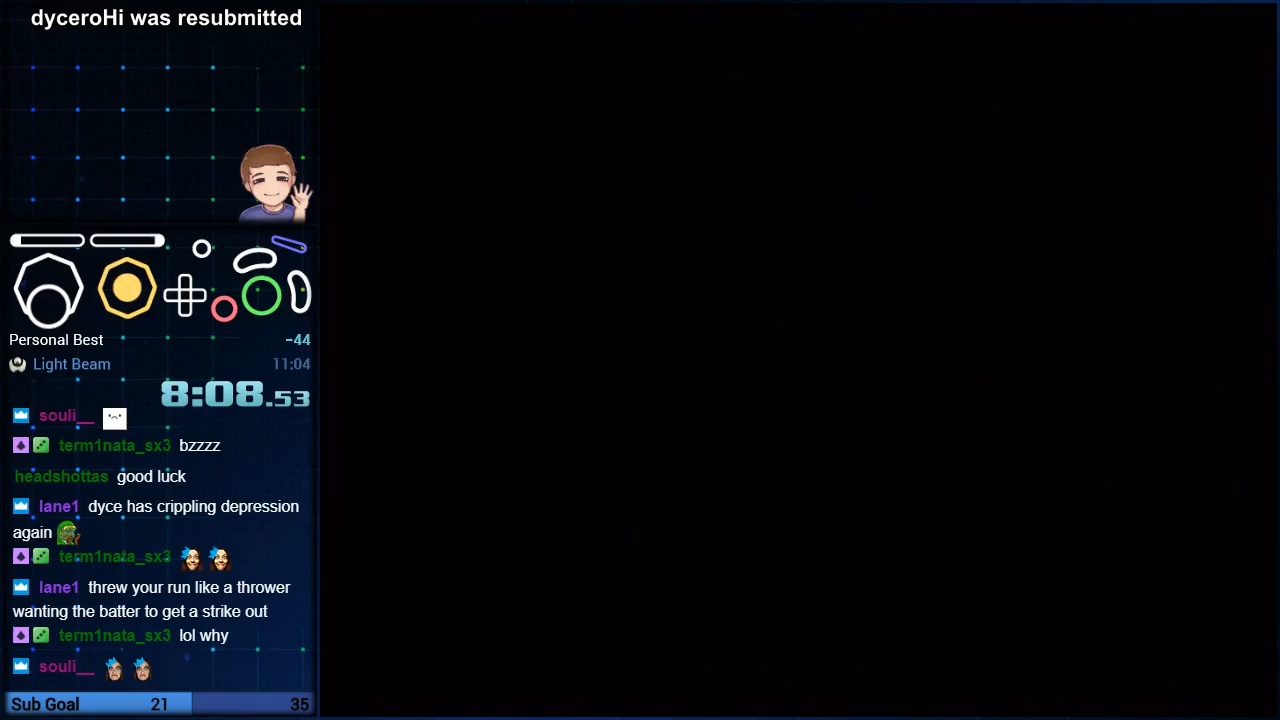 dyceroHi was resubmitted
Personal Best -44
Light Beam 11:04
8:08.53
souli__
term1nata_sx3 bzzzz
headshottas good luck
lane1 dyce has crippling depression
again
term1nata_sx3
lane1 threw your run like a thrower
wanting the batter to get a strike out
term1nata_sx3 lol why
souli__
Sub Goal 21 35